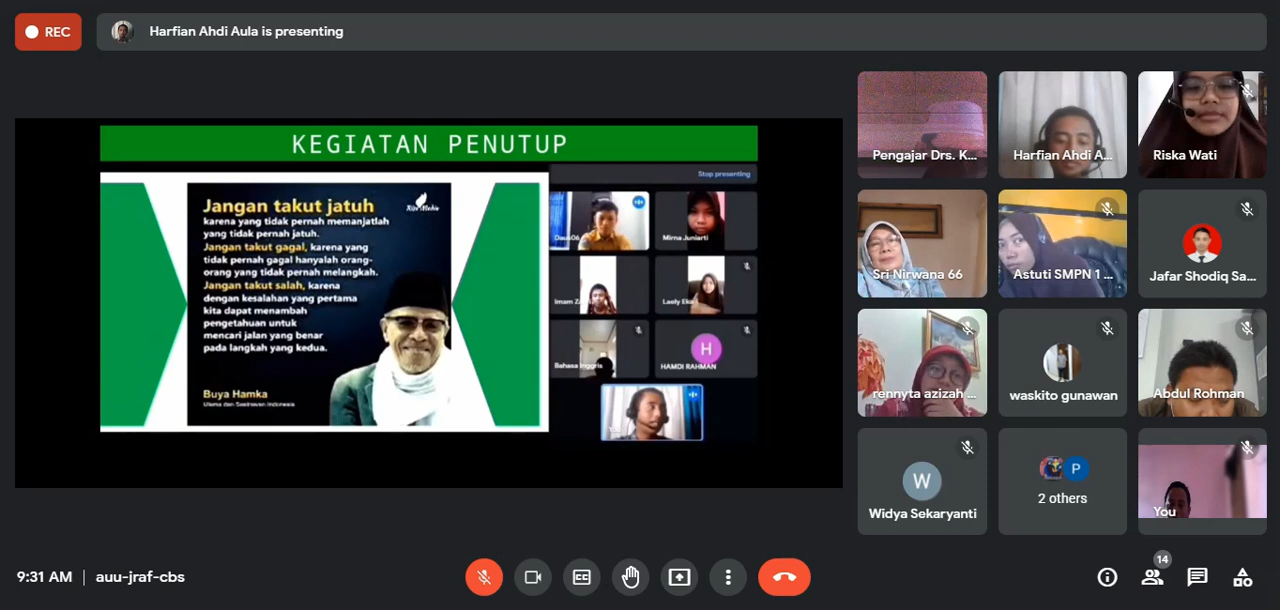 REC
Harfian Ahdi Aula is presenting
KEGIATAN PENUTUP
Stop presenting
Jangan takut jatuh
karena yang tidak pernah memanjatlah
yang tidak pernah jatuh.
Jangan takut gagal, karena yang
tidak pernah gagal hanyalah orang-
orang yang tidak pernah melangkah.
Jangan takut salah, karena
dengan kesalahan yang pertama
kita dapat menambah
pengetahuan untuk
mencari jalan yang benar
pada langkah yang kedua.
Buya Hamka
Ulama dan Sastrawan Indonesia
Mirna Juniarti
Imam
Laely Eka
Bahasa Inggris
HAMDI RAHMAN
H
Pengajar Drs. K...
Harfian Ahdi A...
Riska Wati
Sri Nirwana 66
Astuti SMPN 1 ...
Jafar Shodiq Sa...
rennyta azizah ...
waskito gunawan
Abdul Rohman
W
Widya Sekaryanti
P
2 others
You
9:31 AM | auu-jraf-cbs
14